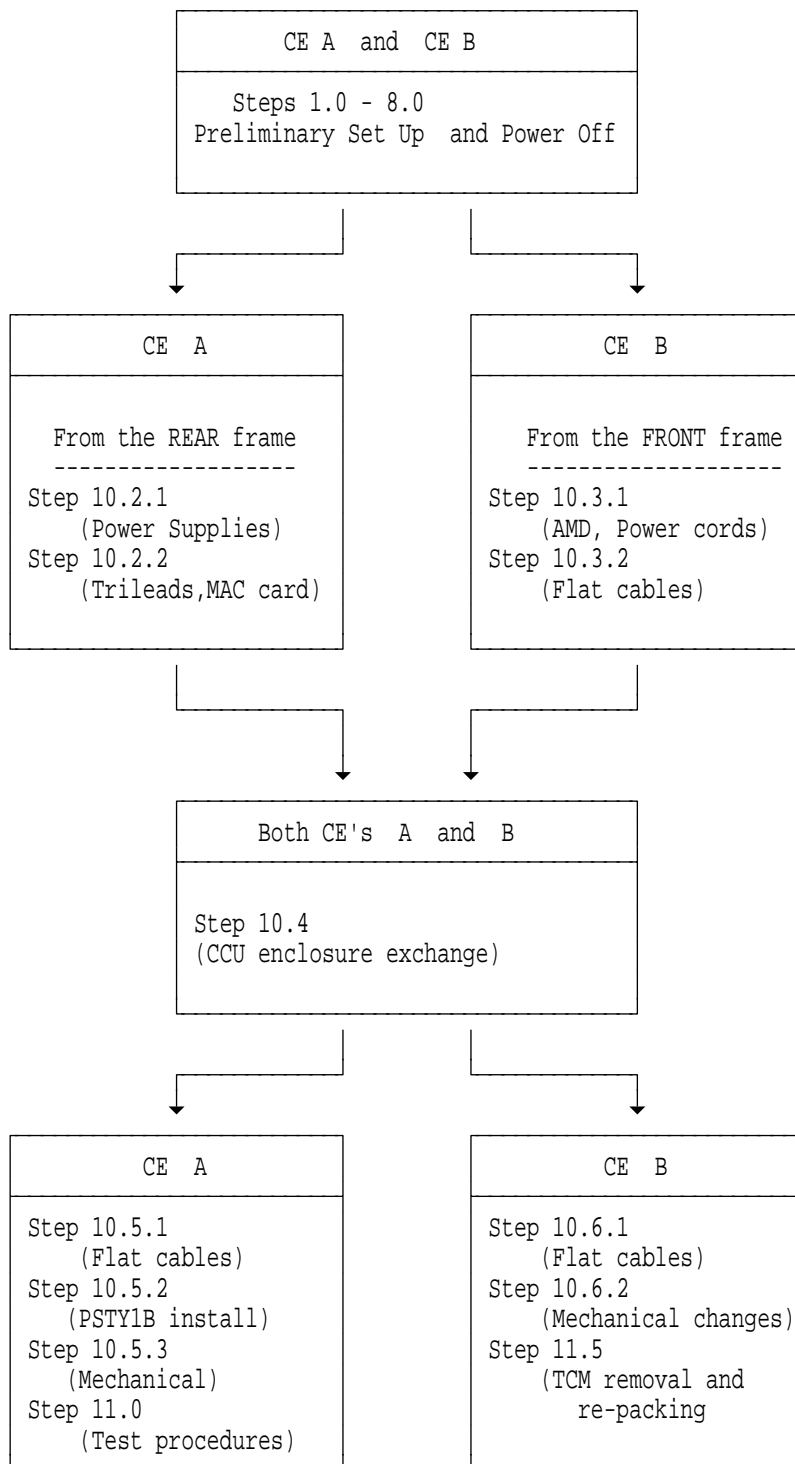 CE A and CE B
Steps 1.0 - 8.0
Preliminary Set Up and Power Off
CE A
From the REAR frame
-------------------
Step 10.2.1
(Power Supplies)
Step 10.2.2
(Trileads,MAC card)
CE B
From the FRONT frame
--------------------
Step 10.3.1
(AMD, Power cords)
Step 10.3.2
(Flat cables)
Both CE's A and B
Step 10.4
(CCU enclosure exchange)
CE A
Step 10.5.1
(Flat cables)
Step 10.5.2
(PSTY1B install)
Step 10.5.3
(Mechanical)
Step 11.0
(Test procedures)
CE B
Step 10.6.1
(Flat cables)
Step 10.6.2
(Mechanical changes)
Step 11.5
(TCM removal and
re-packing